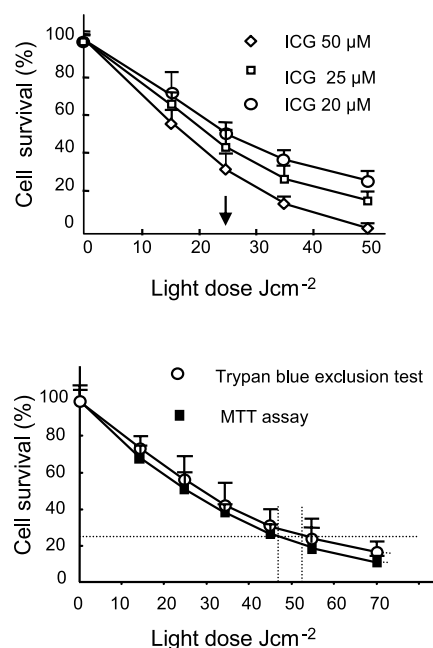 Cell survival (%)
100
80
60
40
20
0
ICG 50 µM
ICG 25 µM
ICG 20 µM
0 10 20 30 40 50
Light dose Jcm-2
Cell survival (%)
100
80
60
40
20
0
Trypan blue exclusion test
MTT assay
0 10 20 30 40 50 60 70
Light dose Jcm-2